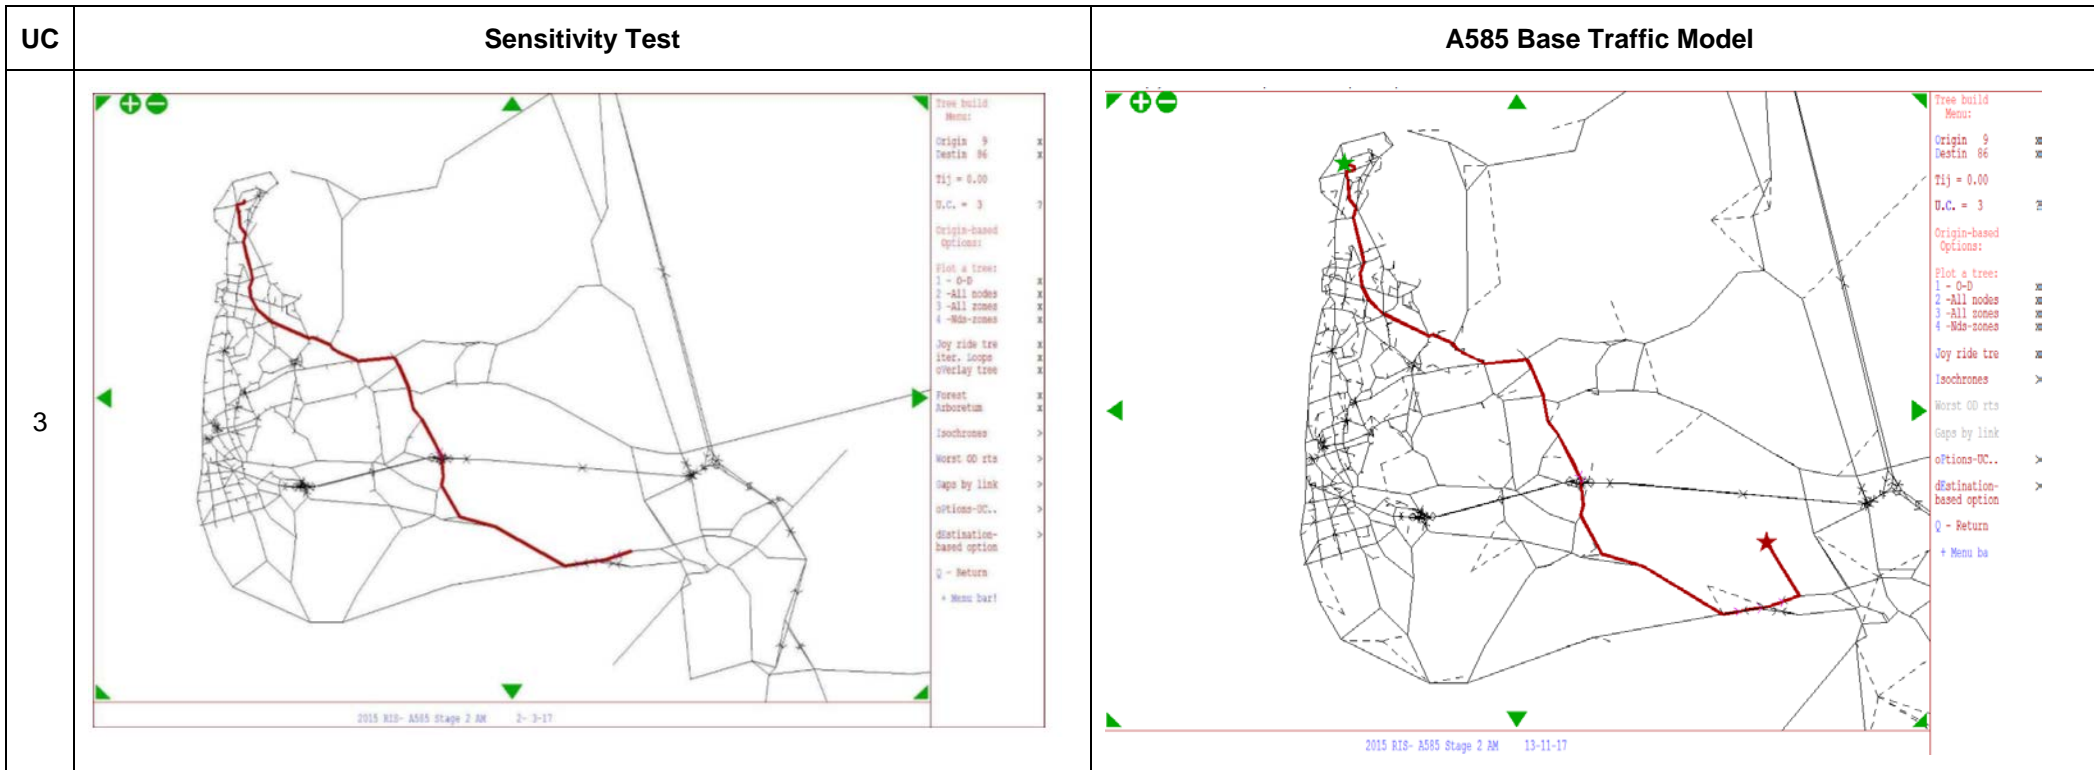 UC
Sensitivity Test
A585 Base Traffic Model
3
Tree build
Menu:
Origin 9 x
Destin 86 x
Tij = 0.00
U.C. = 3 ?
Origin-based
Options:
Plot a tree:
1 - O-D x
2 -All nodes x
3 -All zones x
4 -Nds-zones x
Joy ride tre x
iter. Loops x
oVerlay tree x
Forest x
Arboretum x
Isochrones >
Worst OD rts >
Gaps by link >
oPtions-UC.. >
dEstination- >
based option
Q - Return
+ Menu bar!
2015 RIS- A585 Stage 2 AM 2- 3-17
Tree build
Menu:
Origin 9
Destin 86
Tij = 0.00
U.C. = 3
Origin-based
Options:
Plot a tree:
1 - O-D
2 -All nodes
3 -All zones
4 -Nds-zones
Joy ride tre
Isochrones >
Worst OD rts
Gaps by link
oPtions-UC.. >
dEstination- >
based option
Q - Return
+ Menu ba
2015 RIS- A585 Stage 2 AM 13-11-17